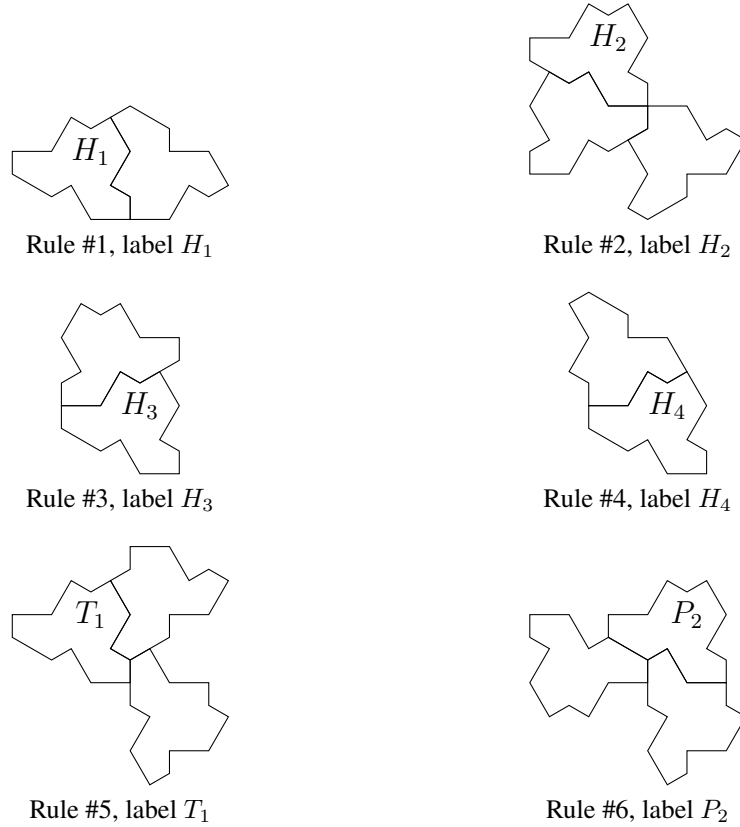 H₁
H₂
Rule #1, label H₁
Rule #2, label H₂
H₃
H₄
Rule #3, label H₃
Rule #4, label H₄
T₁
P₂
Rule #5, label T₁
Rule #6, label P₂